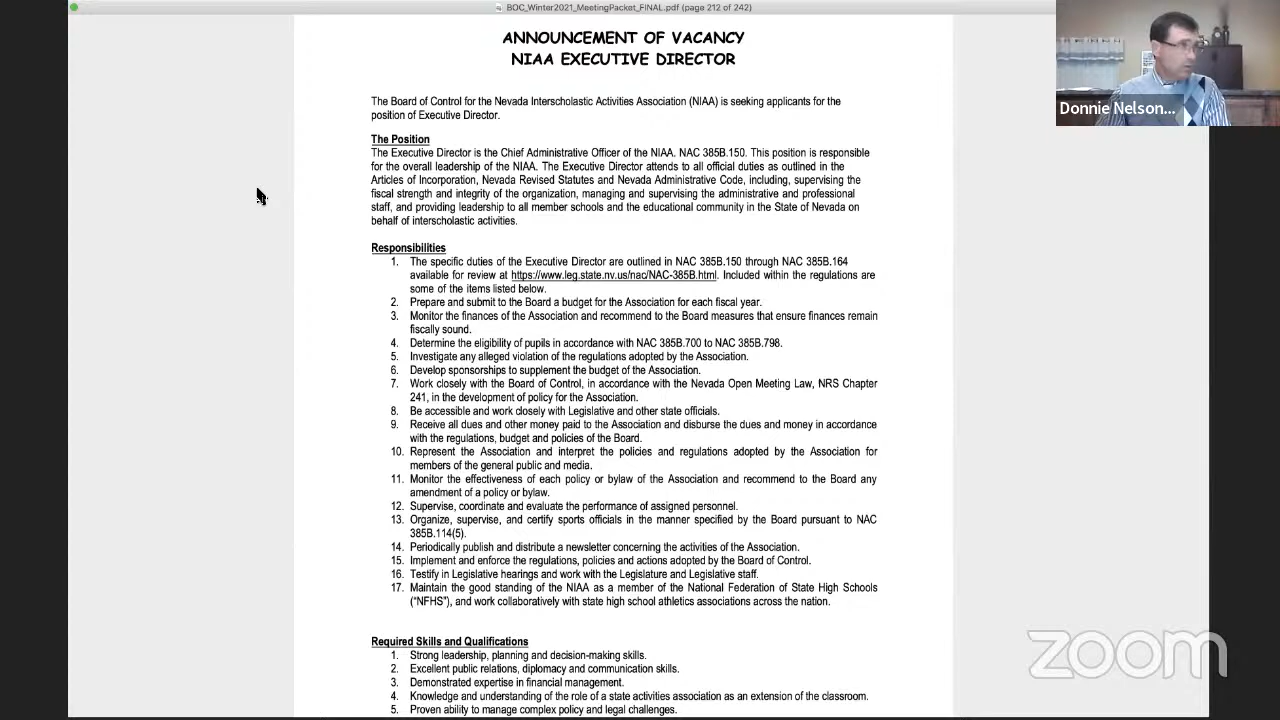 BOC_Winter2021_MeetingPacket_FINAL.pdf (page 212 of 242)
ANNOUNCEMENT OF VACANCY
NIAA EXECUTIVE DIRECTOR
Donnie Nelson...
The Board of Control for the Nevada Interscholastic Activities Association (NIAA) is seeking applicants for the
position of Executive Director.
The Position
The Executive Director is the Chief Administrative Officer of the NIAA. NAC 385B.150. This position is responsible
for the overall leadership of the NIAA. The Executive Director attends to all official duties as outlined in the
Articles of Incorporation, Nevada Revised Statutes and Nevada Administrative Code, including, supervising the
fiscal strength and integrity of the organization, managing and supervising the administrative and professional
staff, and providing leadership to all member schools and the educational community in the State of Nevada on
behalf of interscholastic activities.
Responsibilities
1. The specific duties of the Executive Director are outlined in NAC 385B.150 through NAC 385B.164
available for review at https://www.leg.state.nv.us/nac/NAC-385B.html. Included within the regulations are
some of the items listed below.
2. Prepare and submit to the Board a budget for the Association for each fiscal year.
3. Monitor the finances of the Association and recommend to the Board measures that ensure finances remain
fiscally sound.
4. Determine the eligibility of pupils in accordance with NAC 385B.700 to NAC 385B.798.
5. Investigate any alleged violation of the regulations adopted by the Association.
6. Develop sponsorships to supplement the budget of the Association.
7. Work closely with the Board of Control, in accordance with the Nevada Open Meeting Law, NRS Chapter
241, in the development of policy for the Association.
8. Be accessible and work closely with Legislative and other state officials.
9. Receive all dues and other money paid to the Association and disburse the dues and money in accordance
with the regulations, budget and policies of the Board.
10. Represent the Association and interpret the policies and regulations adopted by the Association for
members of the general public and media.
11. Monitor the effectiveness of each policy or bylaw of the Association and recommend to the Board any
amendment of a policy or bylaw.
12. Supervise, coordinate and evaluate the performance of assigned personnel.
13. Organize, supervise, and certify sports officials in the manner specified by the Board pursuant to NAC
385B.114(5).
14. Periodically publish and distribute a newsletter concerning the activities of the Association.
15. Implement and enforce the regulations, policies and actions adopted by the Board of Control.
16. Testify in Legislative hearings and work with the Legislature and Legislative staff.
17. Maintain the good standing of the NIAA as a member of the National Federation of State High Schools
("NFHS"), and work collaboratively with state high school athletics associations across the nation.
Required Skills and Qualifications
1. Strong leadership, planning and decision-making skills.
2. Excellent public relations, diplomacy and communication skills.
3. Demonstrated expertise in financial management.
4. Knowledge and understanding of the role of a state activities association as an extension of the classroom.
5. Proven ability to manage complex policy and legal challenges.
zoom